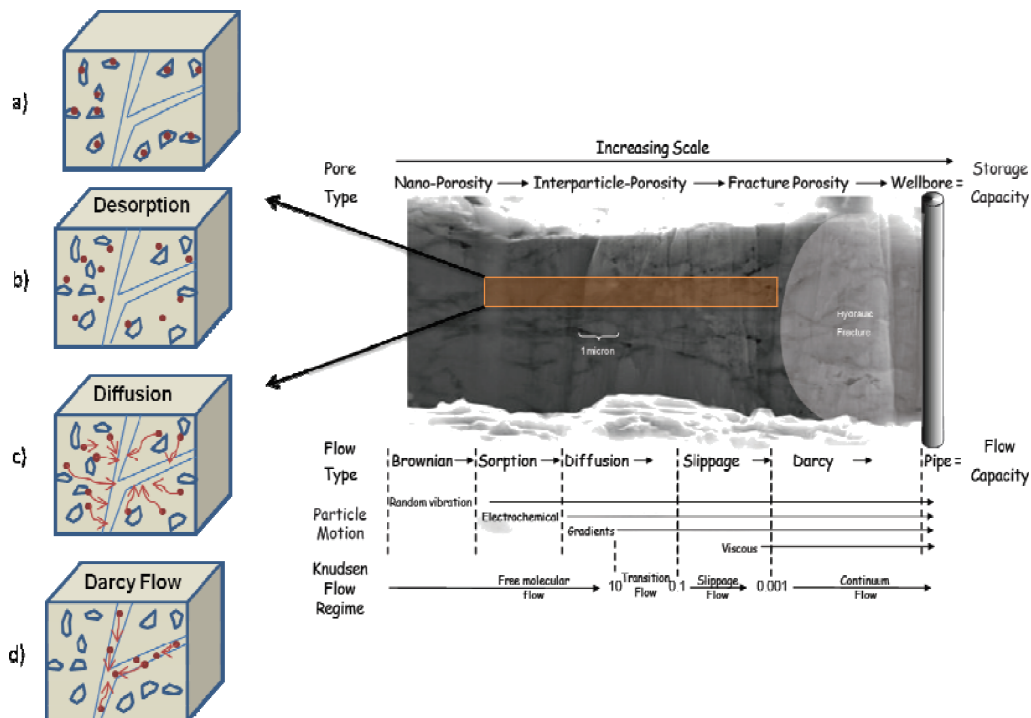 a)
Desorption
b)
Diffusion
c)
Darcy Flow
d)
Increasing Scale
Pore Type
Nano-Porosity
Interparticle-Porosity
Fracture Porosity
Wellbore =
Storage Capacity
Hydraulic Fracture
1 micron
Flow Type
Brownian
Sorption
Diffusion
Slippage
Darcy
Pipe =
Flow Capacity
Particle Motion
Random vibration
Electrochemical
Gradients
Viscous
Knudsen Flow Regime
Free molecular flow
10
Transition Flow
0.1
Slippage Flow
0.001
Continuum Flow